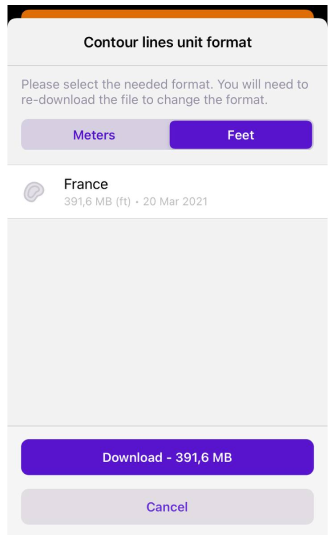 Contour lines unit format
Please select the needed format. You will need to
re-download the file to change the format.
Meters
Feet
France
391,6 MB (ft) • 20 Mar 2021
Download - 391,6 MB
Cancel